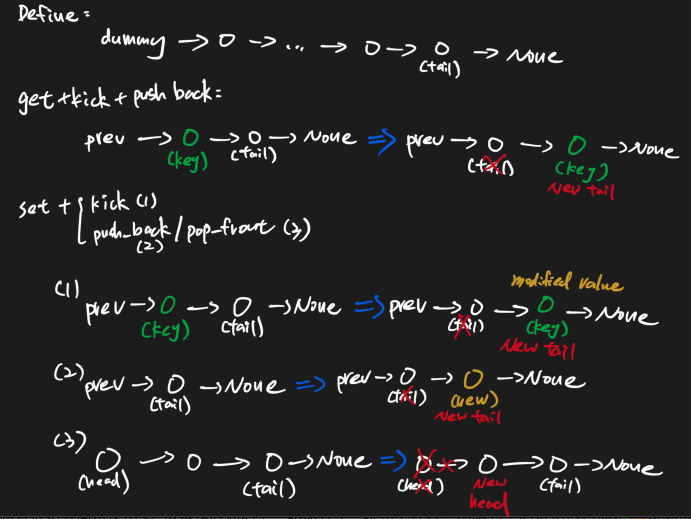 Define:
dummy → O → ... → O → O → None
(tail)
get+kick+push back:
prev → O → O → None ⇒ prev → O → O → None
(key) (tail) (tail) (key)
New tail
set + { kick (1)
push_back/pop_front (3)
(2)
modified value
(1) prev → O → O → None ⇒ prev → O → O → None
(key) (tail) (tail) (key)
New tail
(2) prev → O → None ⇒ prev → O → O → None
(tail) (tail) (new)
New tail
(3) O → O → O → None ⇒ O → O → O → None
(head) (tail) (head) New (tail)
head